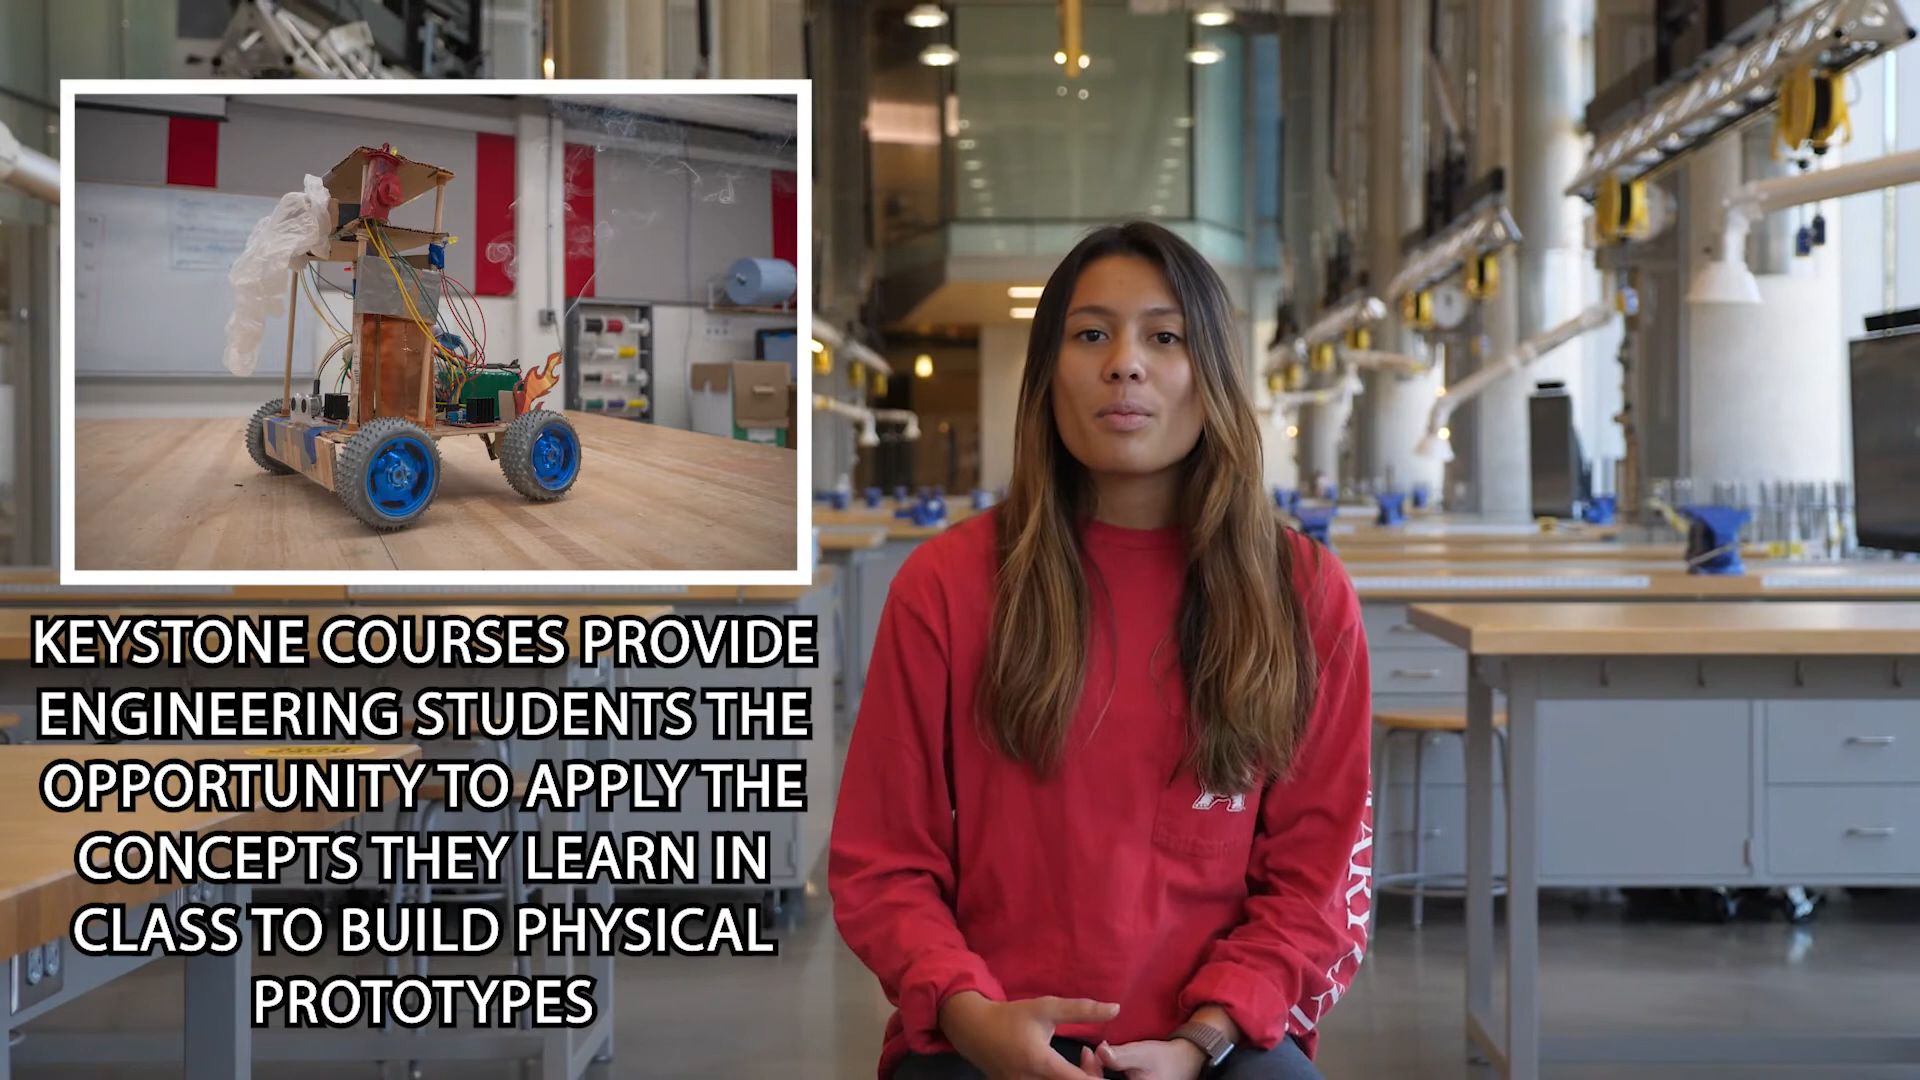 KEYSTONE COURSES PROVIDE
ENGINEERING STUDENTS THE
OPPORTUNITY TO APPLY THE
CONCEPTS THEY LEARN IN
CLASS TO BUILD PHYSICAL
PROTOTYPES